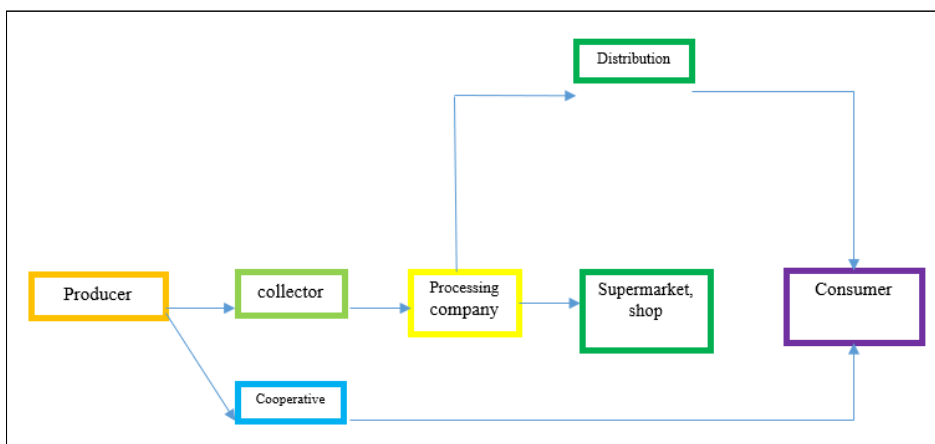 Distribution
Producer
collector
Processing
company
Supermarket,
shop
Consumer
Cooperative